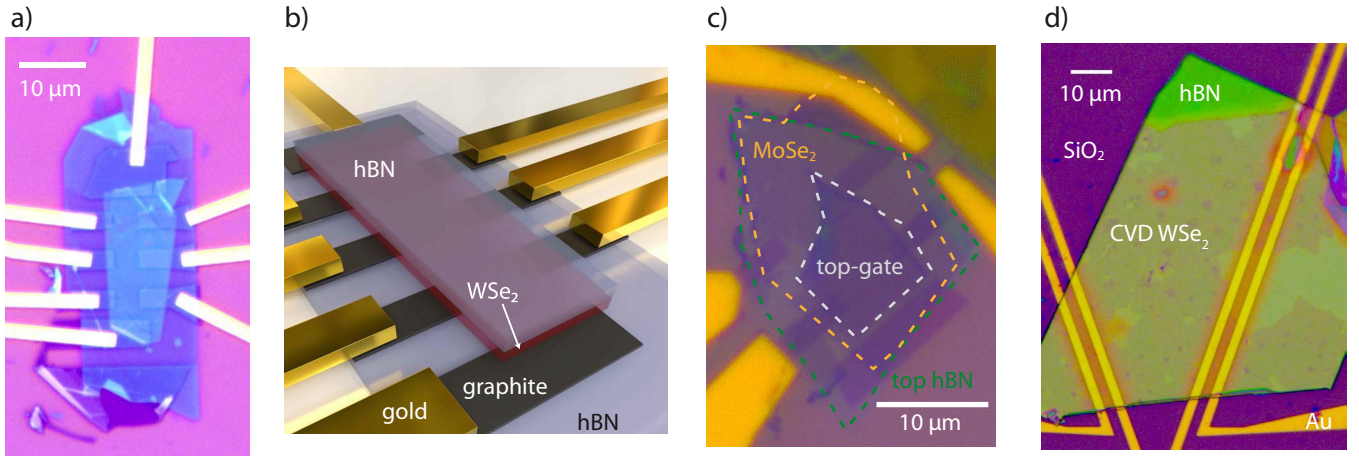 a)
10 µm
b)
hBN
WSe₂
graphite
gold
hBN
c)
MoSe₂
top-gate
top hBN
10 µm
d)
10 µm
hBN
SiO₂
CVD WSe₂
Au